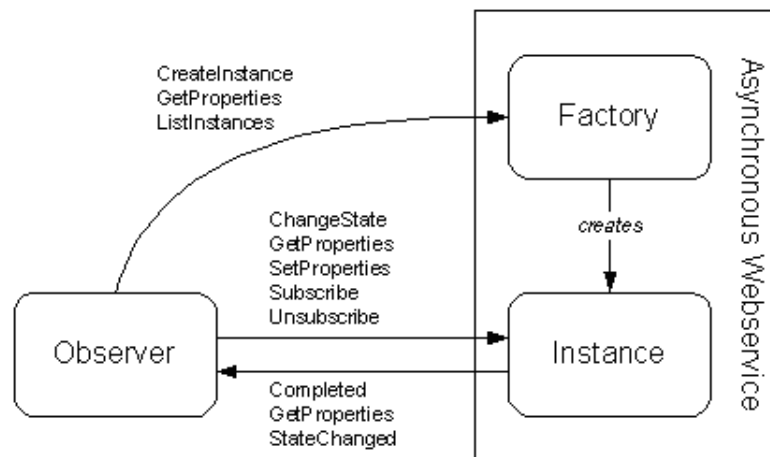 CreateInstance
GetProperties
ListInstances
Factory
Asynchronous Webservice
creates
ChangeState
GetProperties
SetProperties
Subscribe
Unsubscribe
Observer
Instance
Completed
GetProperties
StateChanged